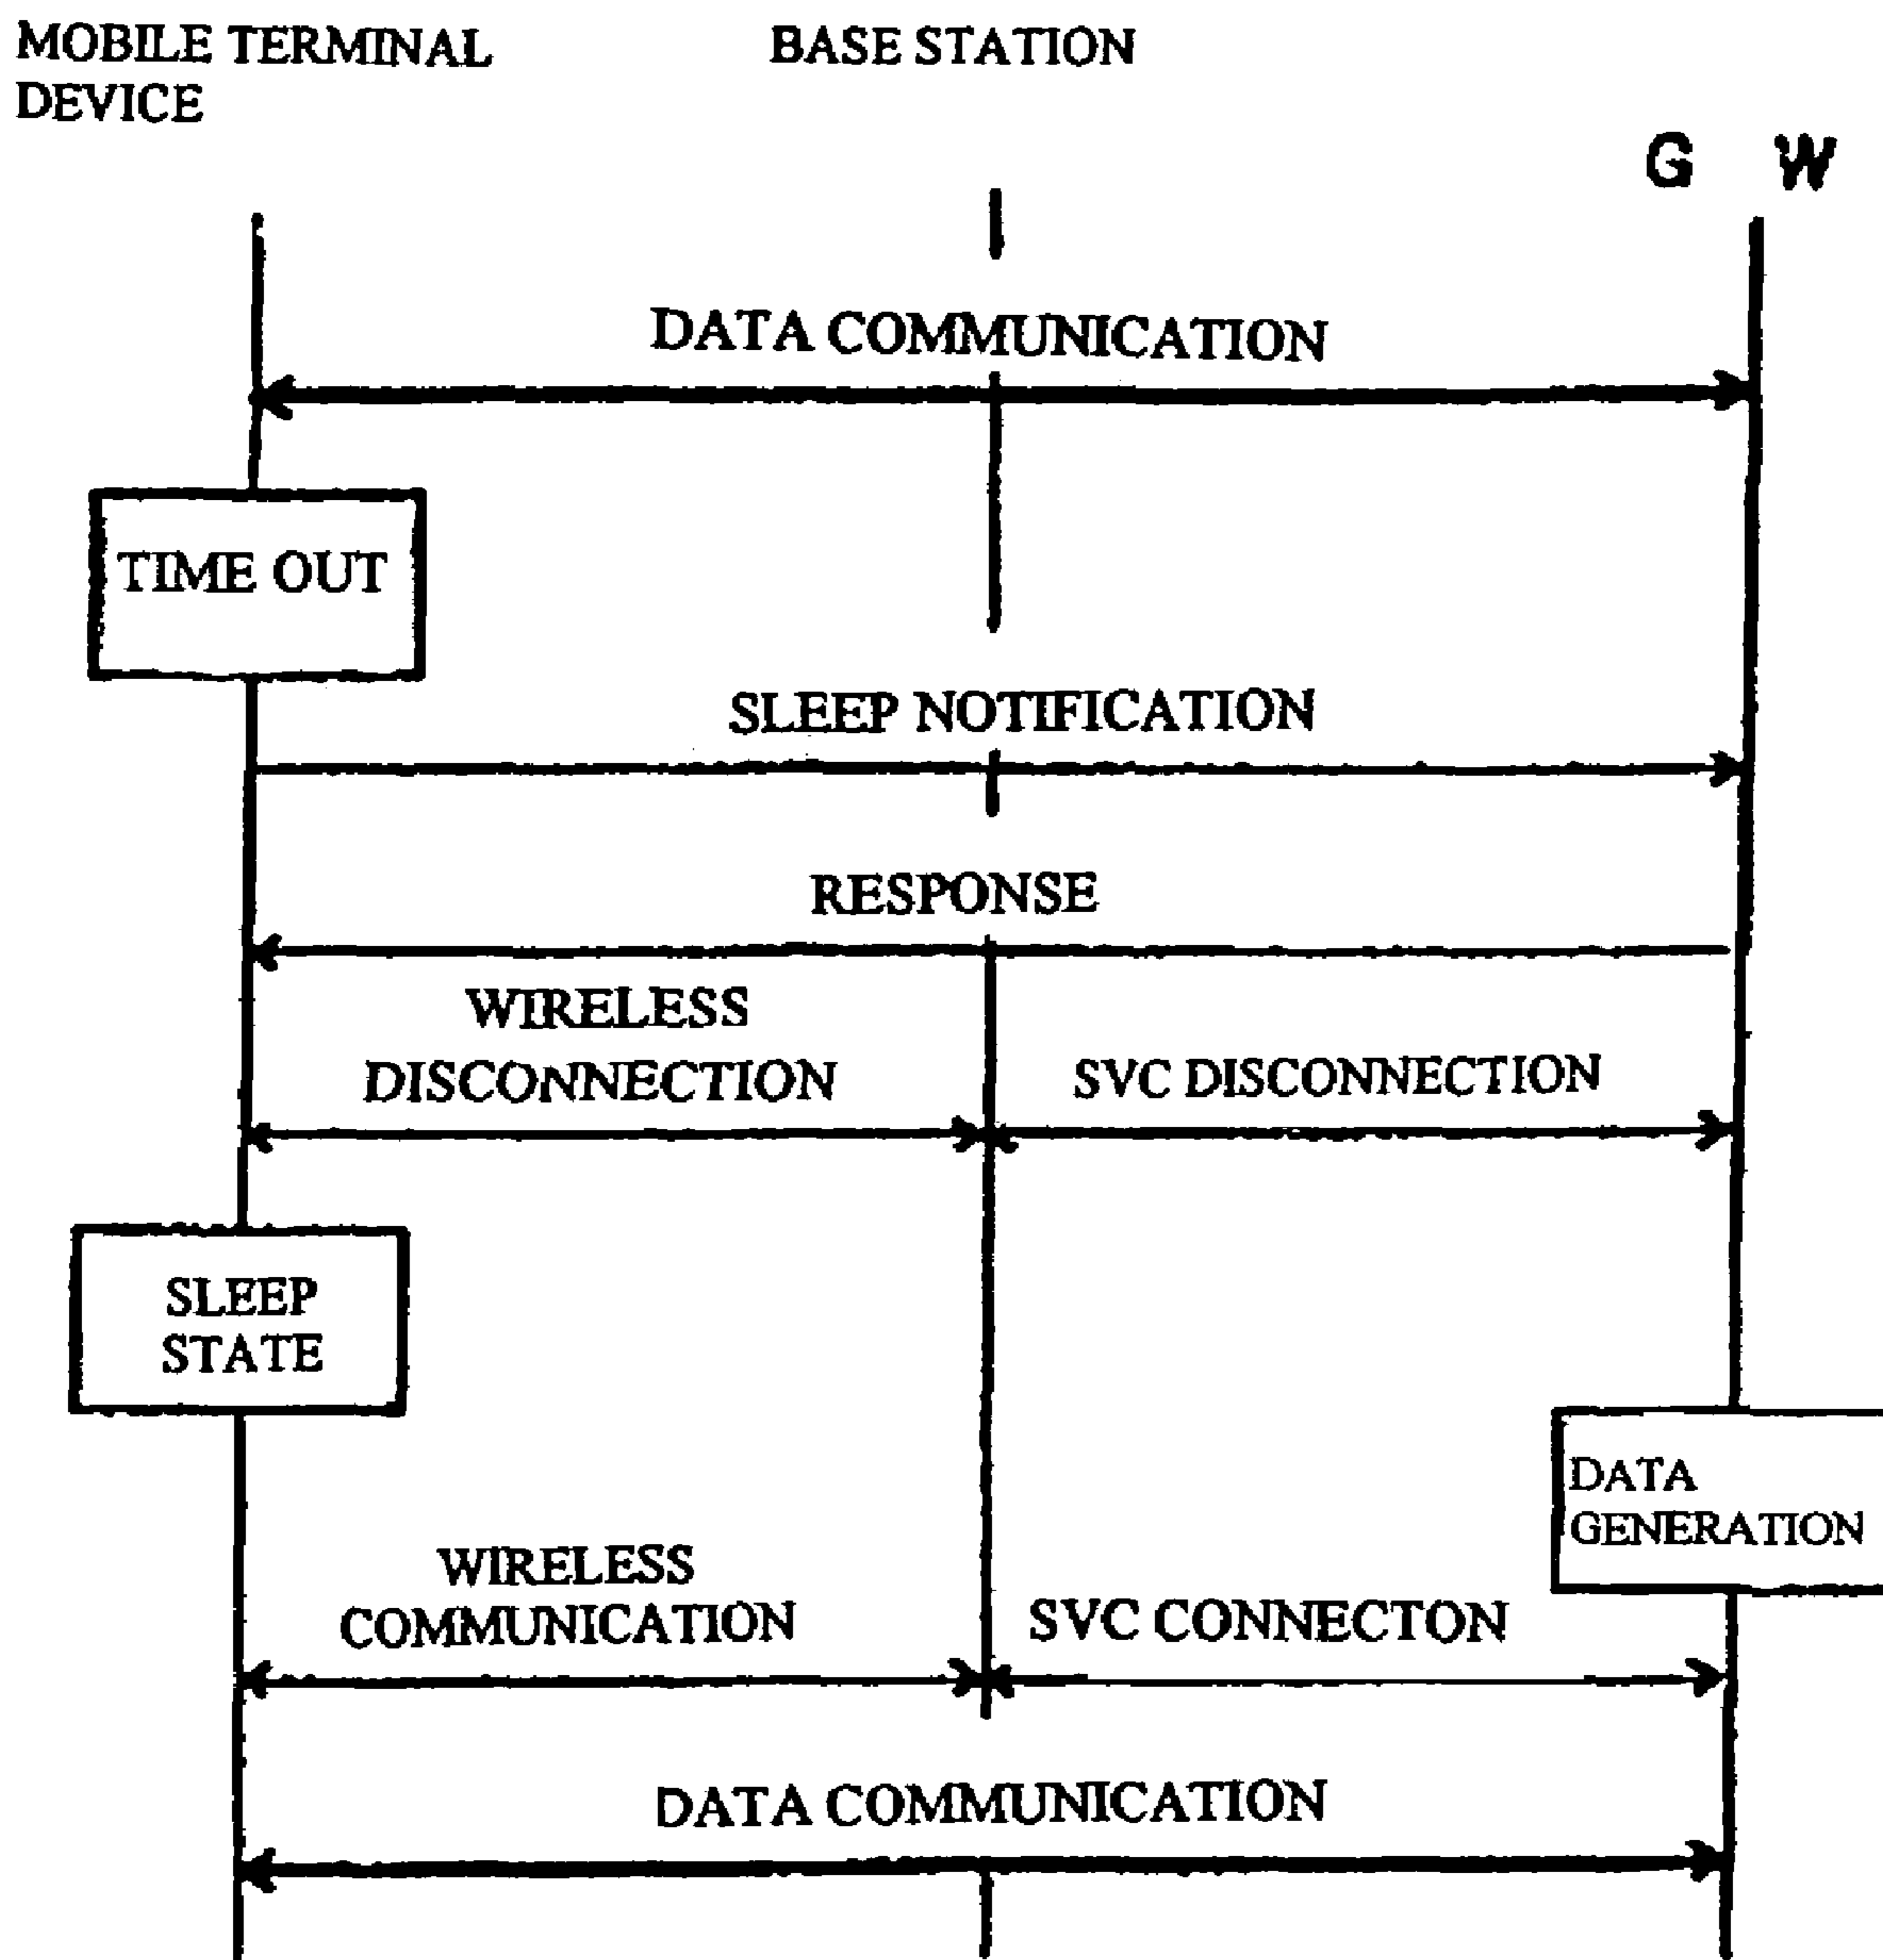 MOBILE TERMINAL
DEVICE
BASE STATION
G W
DATA COMMUNICATION
TIME OUT
SLEEP NOTIFICATION
RESPONSE
WIRELESS
DISCONNECTION
SVC DISCONNECTION
SLEEP
STATE
DATA
GENERATION
WIRELESS
COMMUNICATION
SVC CONNECTON
DATA COMMUNICATION